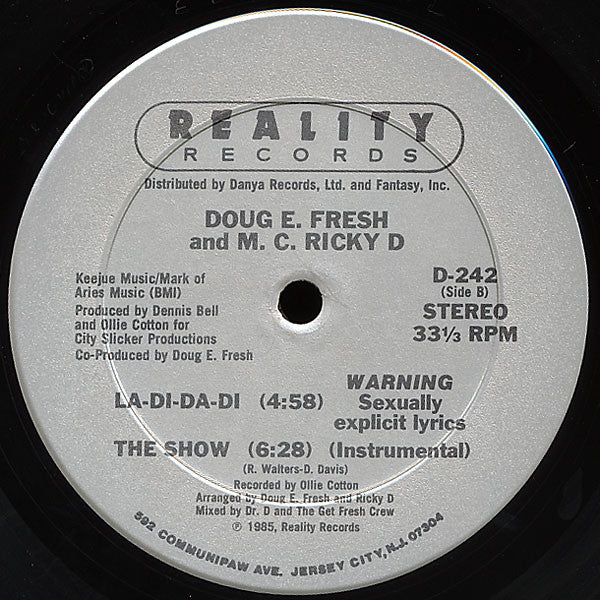 REALITY
RECORDS
Distributed by Danya Records, Ltd. and Fantasy, Inc.
DOUG E. FRESH
and M. C. RICKY D
Keejue Music/Mark of
Aries Music (BMI)
Produced by Dennis Bell
and Ollie Cotton for
City Slicker Productions
Co-Produced by Doug E. Fresh
D-242
(Side B)
STEREO
33⅓ RPM
LA-DI-DA-DI (4:58)
WARNING
Sexually
explicit lyrics
THE SHOW (6:28) (Instrumental)
(R. Walters-D. Davis)
Recorded by Ollie Cotton
Arranged by Doug E. Fresh and Ricky D
Mixed by Dr. D and The Get Fresh Crew
℗ 1985, Reality Records
592 COMMUNIPAW AVE. JERSEY CITY, N.J. 07304